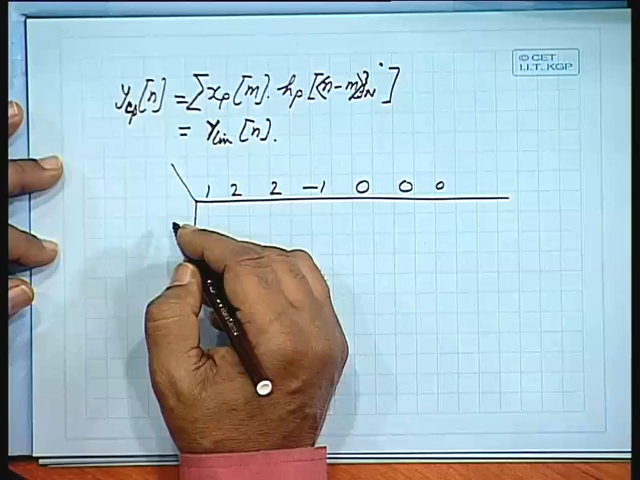 © CET
I.I.T. KGP
y_cp[n] = [x_p[m]. h_p[(n-m)]_2N]
= y_lin[n].
1 2 2 -1 0 0 0